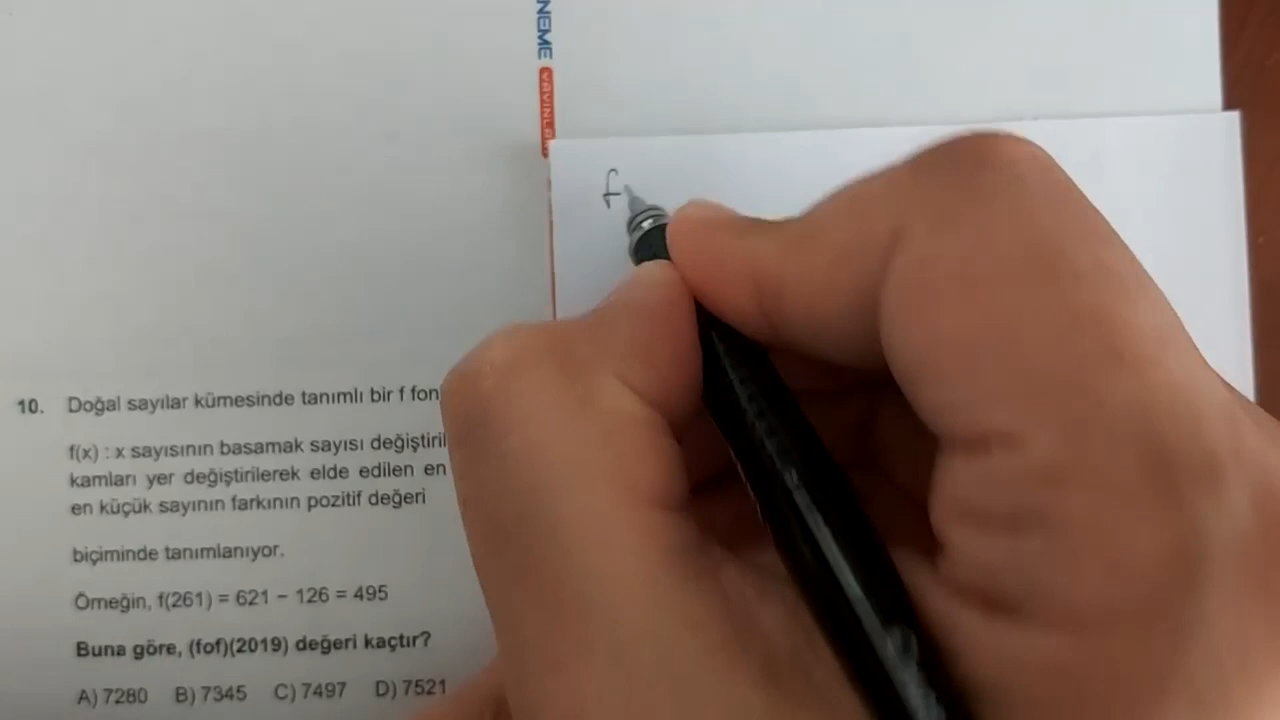 NEME
YAYINLA
f
10. Doğal sayılar kümesinde tanımlı bir f fon
f(x) : x sayısının basamak sayısı değiştiril
kamları yer değiştirilerek elde edilen en
en küçük sayının farkının pozitif değeri
biçiminde tanımlanıyor.
Örneğin, f(261) = 621 − 126 = 495
Buna göre, (fof)(2019) değeri kaçtır?
A) 7280 B) 7345 C) 7497 D) 7521